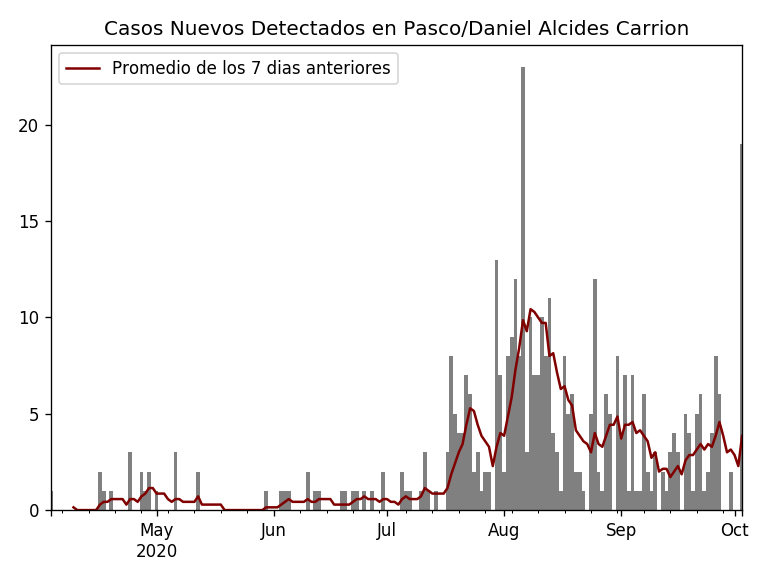 Casos Nuevos Detectados en Pasco/Daniel Alcides Carrion
Promedio de los 7 dias anteriores
20
15
10
5
0
May Jun Jul Aug Sep Oct
2020